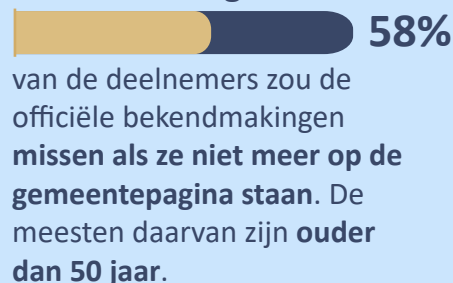 58%
van de deelnemers zou de
officiële bekendmakingen
missen als ze niet meer op de
gemeentepagina staan. De
meesten daarvan zijn ouder
dan 50 jaar.